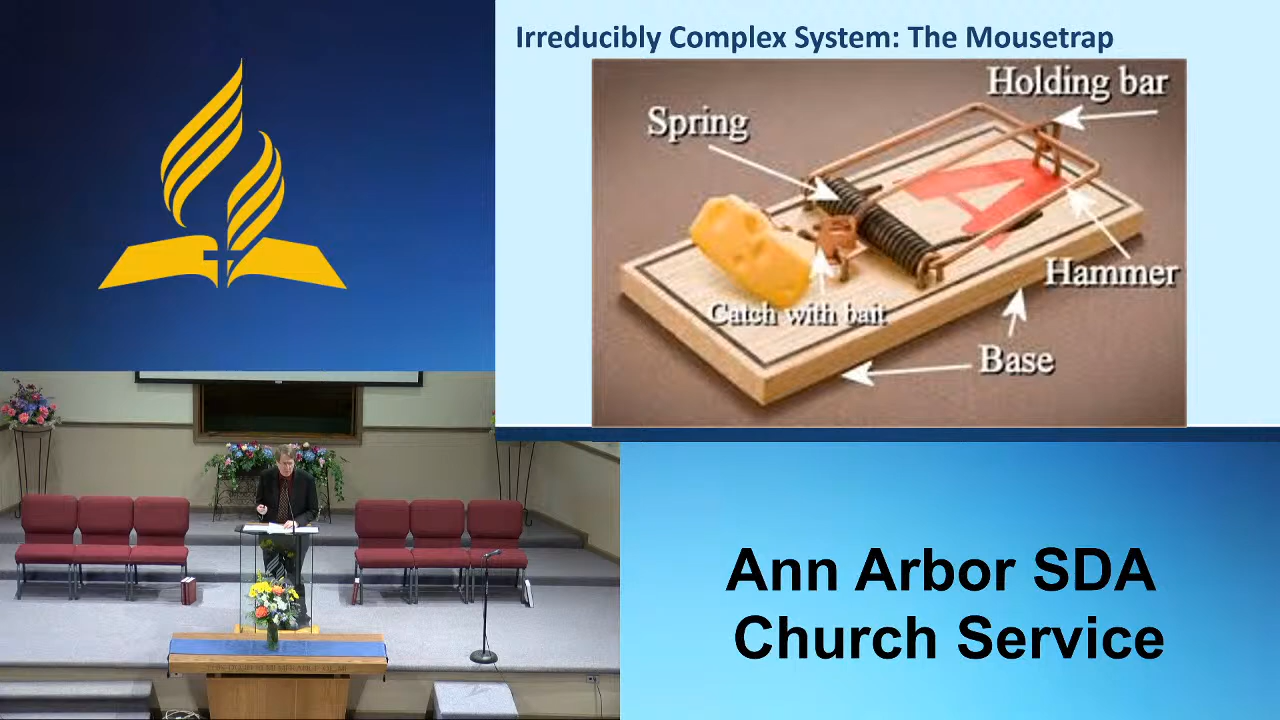 Irreducibly Complex System: The Mousetrap
Holding bar
Spring
A
Hammer
Catch with bait
Base
Ann Arbor SDA
Church Service